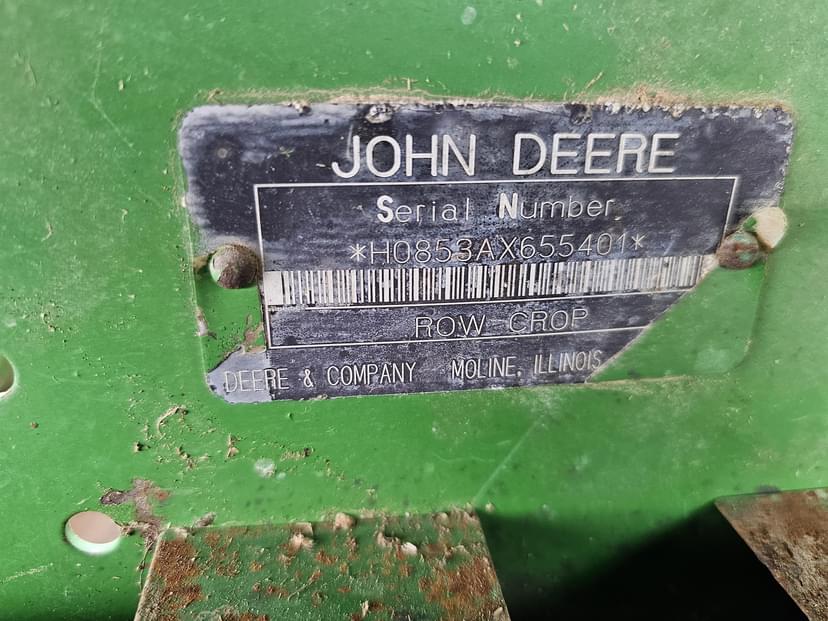 JOHN DEERE
Serial Number
*H0853AX655401*
ROW CROP
DEERE & COMPANY MOLINE, ILLINOIS